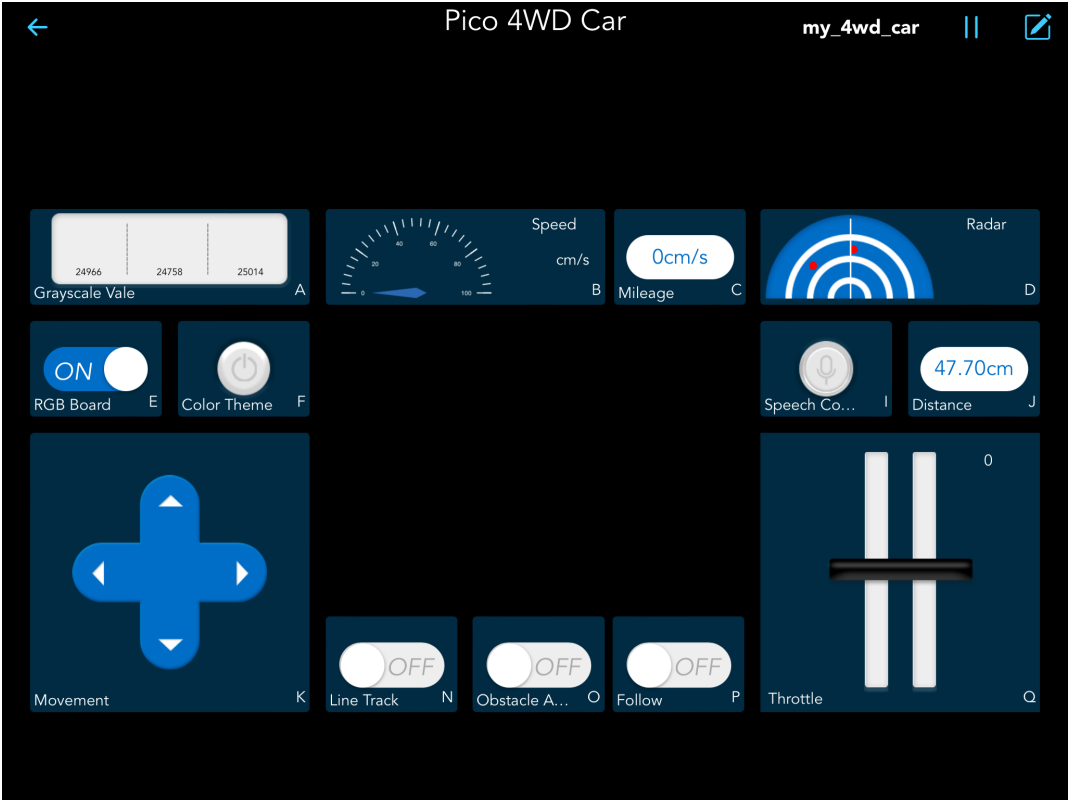 Pico 4WD Car
my_4wd_car
24966 24758 25014
Grayscale Vale A
0 20 40 60 80 100
Speed
cm/s
B
0cm/s
Mileage C
Radar
D
ON
RGB Board E
Color Theme F
Speech Co... I
47.70cm
Distance J
Movement K
OFF
Line Track N
OFF
Obstacle A... O
OFF
Follow P
0
Throttle Q